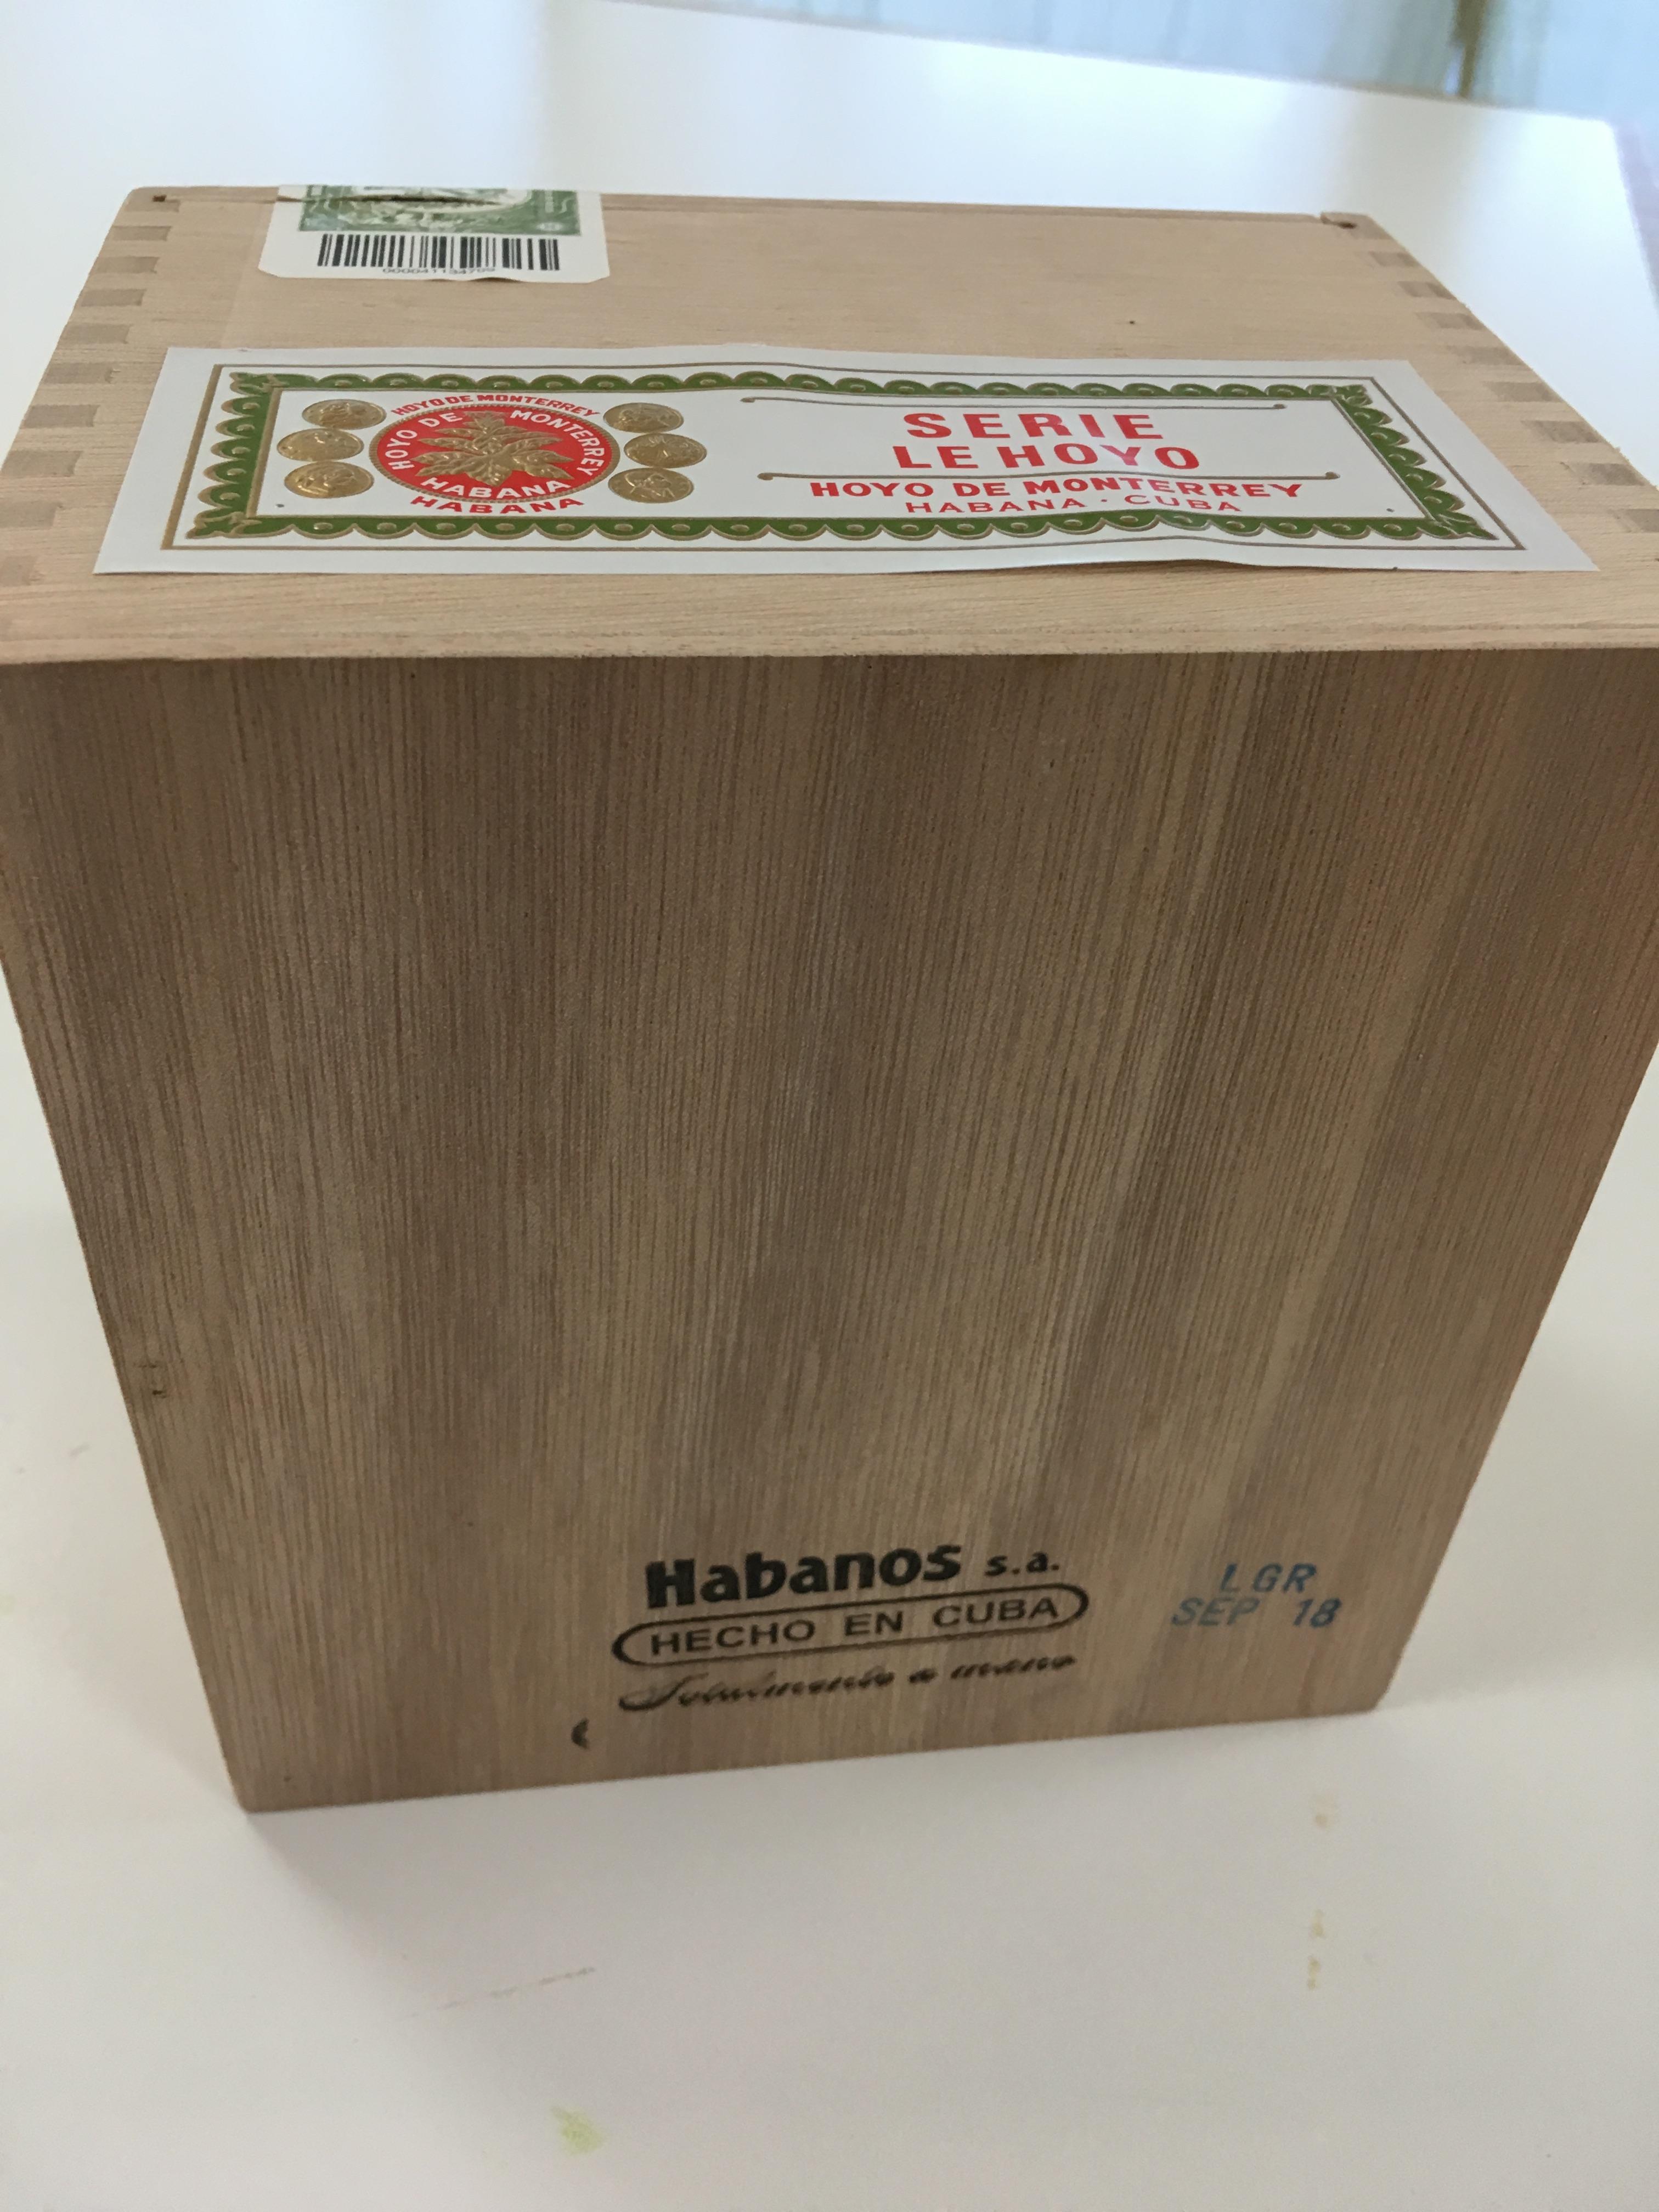 000041134799
HOYO DE MONTERREY
HOYO DE MONTERREY
HABANA
HABANA
SERIE
LE HOYO
HOYO DE MONTERREY
HABANA · CUBA
Habanos s.a.
HECHO EN CUBA
Totalmente a mano
LGR
SEP 18